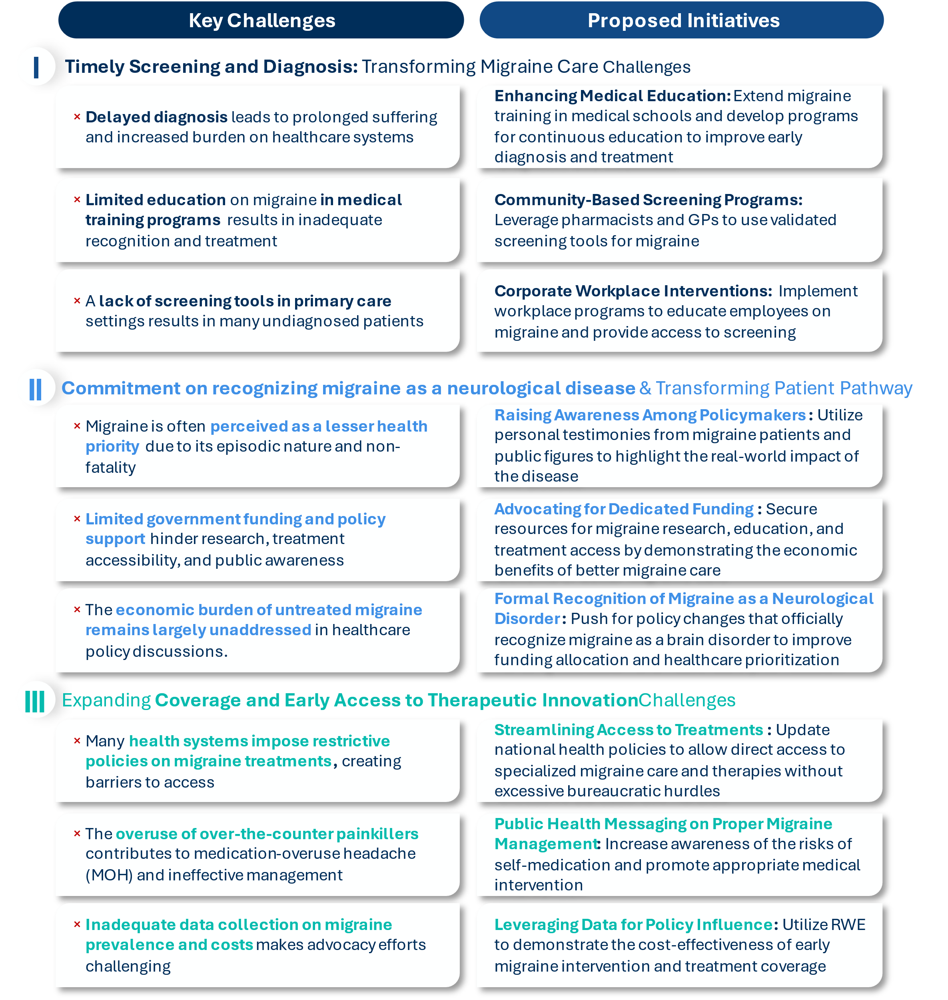 Key Challenges
Proposed Initiatives
I
Timely Screening and Diagnosis: Transforming Migraine Care Challenges
× Delayed diagnosis leads to prolonged suffering
and increased burden on healthcare systems
Enhancing Medical Education: Extend migraine
training in medical schools and develop programs
for continuous education to improve early
diagnosis and treatment
× Limited education on migraine in medical
training programs results in inadequate
recognition and treatment
Community-Based Screening Programs:
Leverage pharmacists and GPs to use validated
screening tools for migraine
× A lack of screening tools in primary care
settings results in many undiagnosed patients
Corporate Workplace Interventions: Implement
workplace programs to educate employees on
migraine and provide access to screening
II
Commitment on recognizing migraine as a neurological disease & Transforming Patient Pathway
× Migraine is often perceived as a lesser health
priority due to its episodic nature and non-
fatality
Raising Awareness Among Policymakers : Utilize
personal testimonies from migraine patients and
public figures to highlight the real-world impact of
the disease
× Limited government funding and policy
support hinder research, treatment
accessibility, and public awareness
Advocating for Dedicated Funding : Secure
resources for migraine research, education, and
treatment access by demonstrating the economic
benefits of better migraine care
× The economic burden of untreated migraine
remains largely unaddressed in healthcare
policy discussions.
Formal Recognition of Migraine as a Neurological
Disorder : Push for policy changes that officially
recognize migraine as a brain disorder to improve
funding allocation and healthcare prioritization
III
Expanding Coverage and Early Access to Therapeutic InnovationChallenges
× Many health systems impose restrictive
policies on migraine treatments, creating
barriers to access
Streamlining Access to Treatments : Update
national health policies to allow direct access to
specialized migraine care and therapies without
excessive bureaucratic hurdles
× The overuse of over-the-counter painkillers
contributes to medication-overuse headache
(MOH) and ineffective management
Public Health Messaging on Proper Migraine
Management: Increase awareness of the risks of
self-medication and promote appropriate medical
intervention
× Inadequate data collection on migraine
prevalence and costs makes advocacy efforts
challenging
Leveraging Data for Policy Influence: Utilize RWE
to demonstrate the cost-effectiveness of early
migraine intervention and treatment coverage